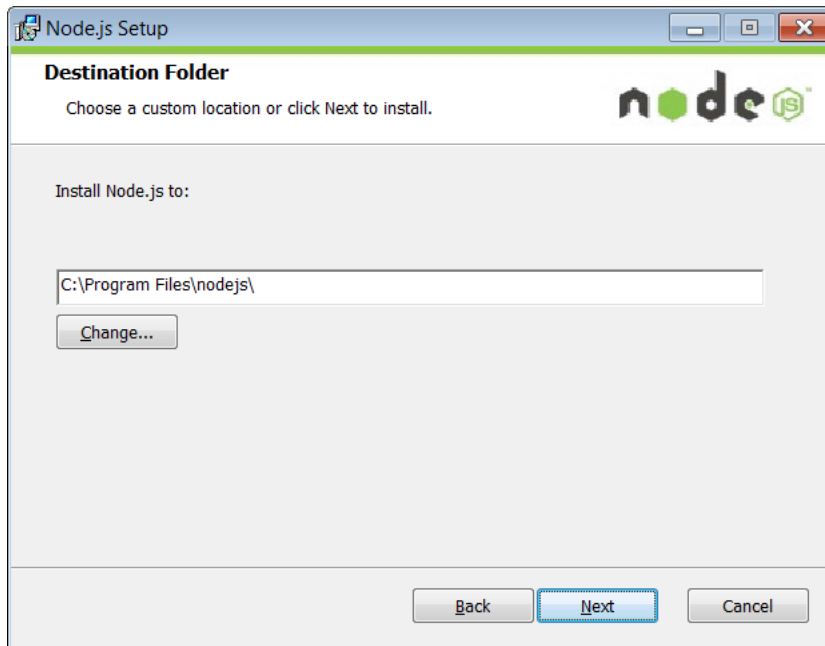 Node.js Setup
Destination Folder
Choose a custom location or click Next to install.
node JS™
Install Node.js to:
C:\Program Files\nodejs\
Change...
Back
Next
Cancel